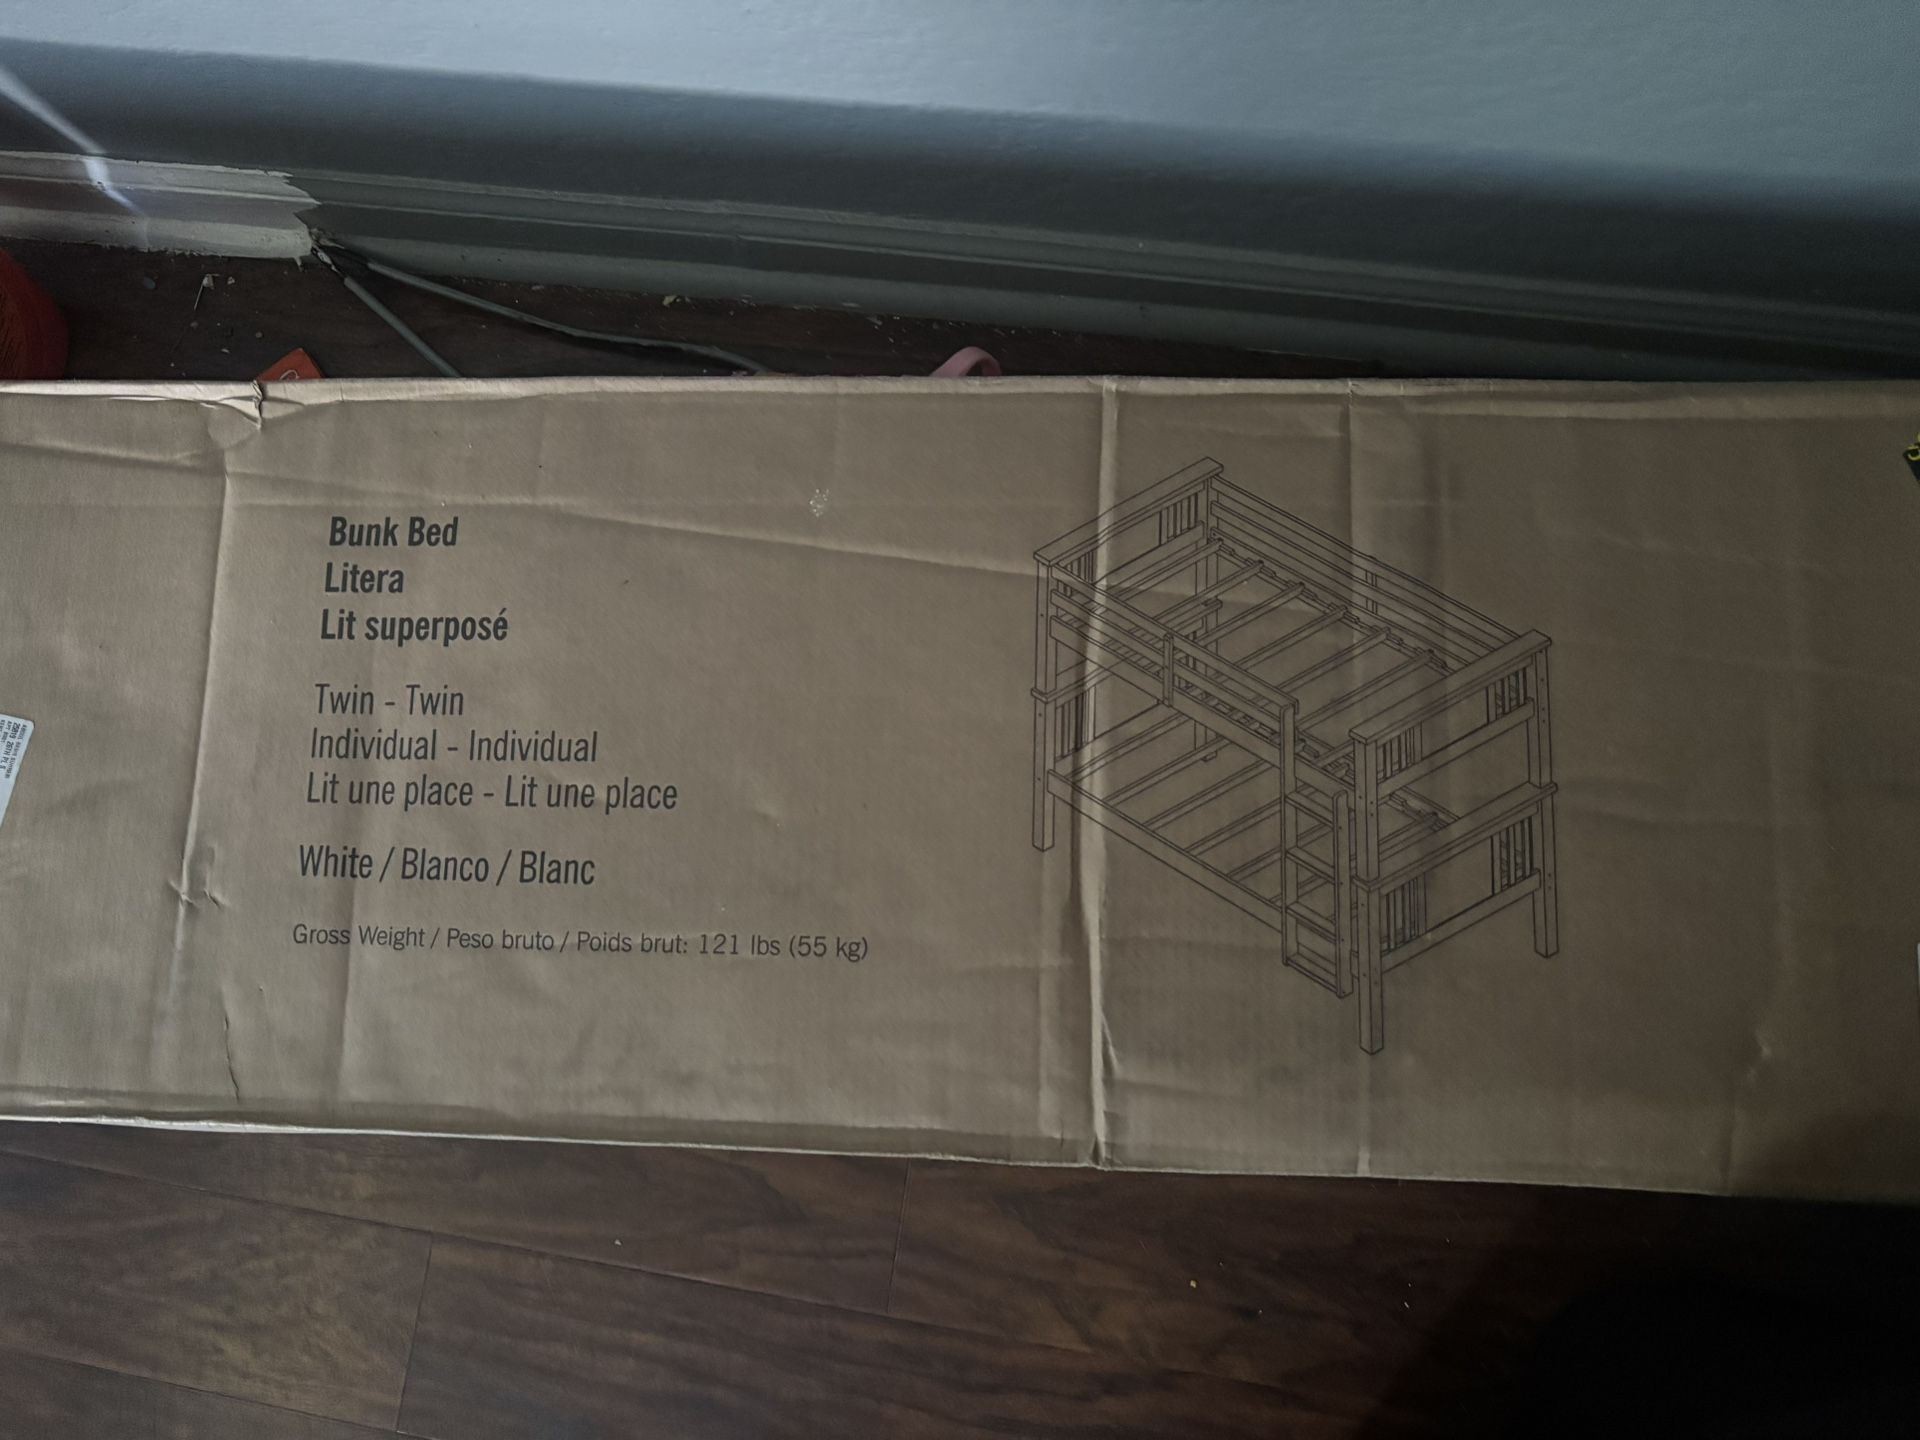 Bunk Bed
Litera
Lit superposé
Twin - Twin
Individual - Individual
Lit une place - Lit une place
White / Blanco / Blanc
Gross Weight / Peso bruto / Poids brut: 121 lbs (55 kg)